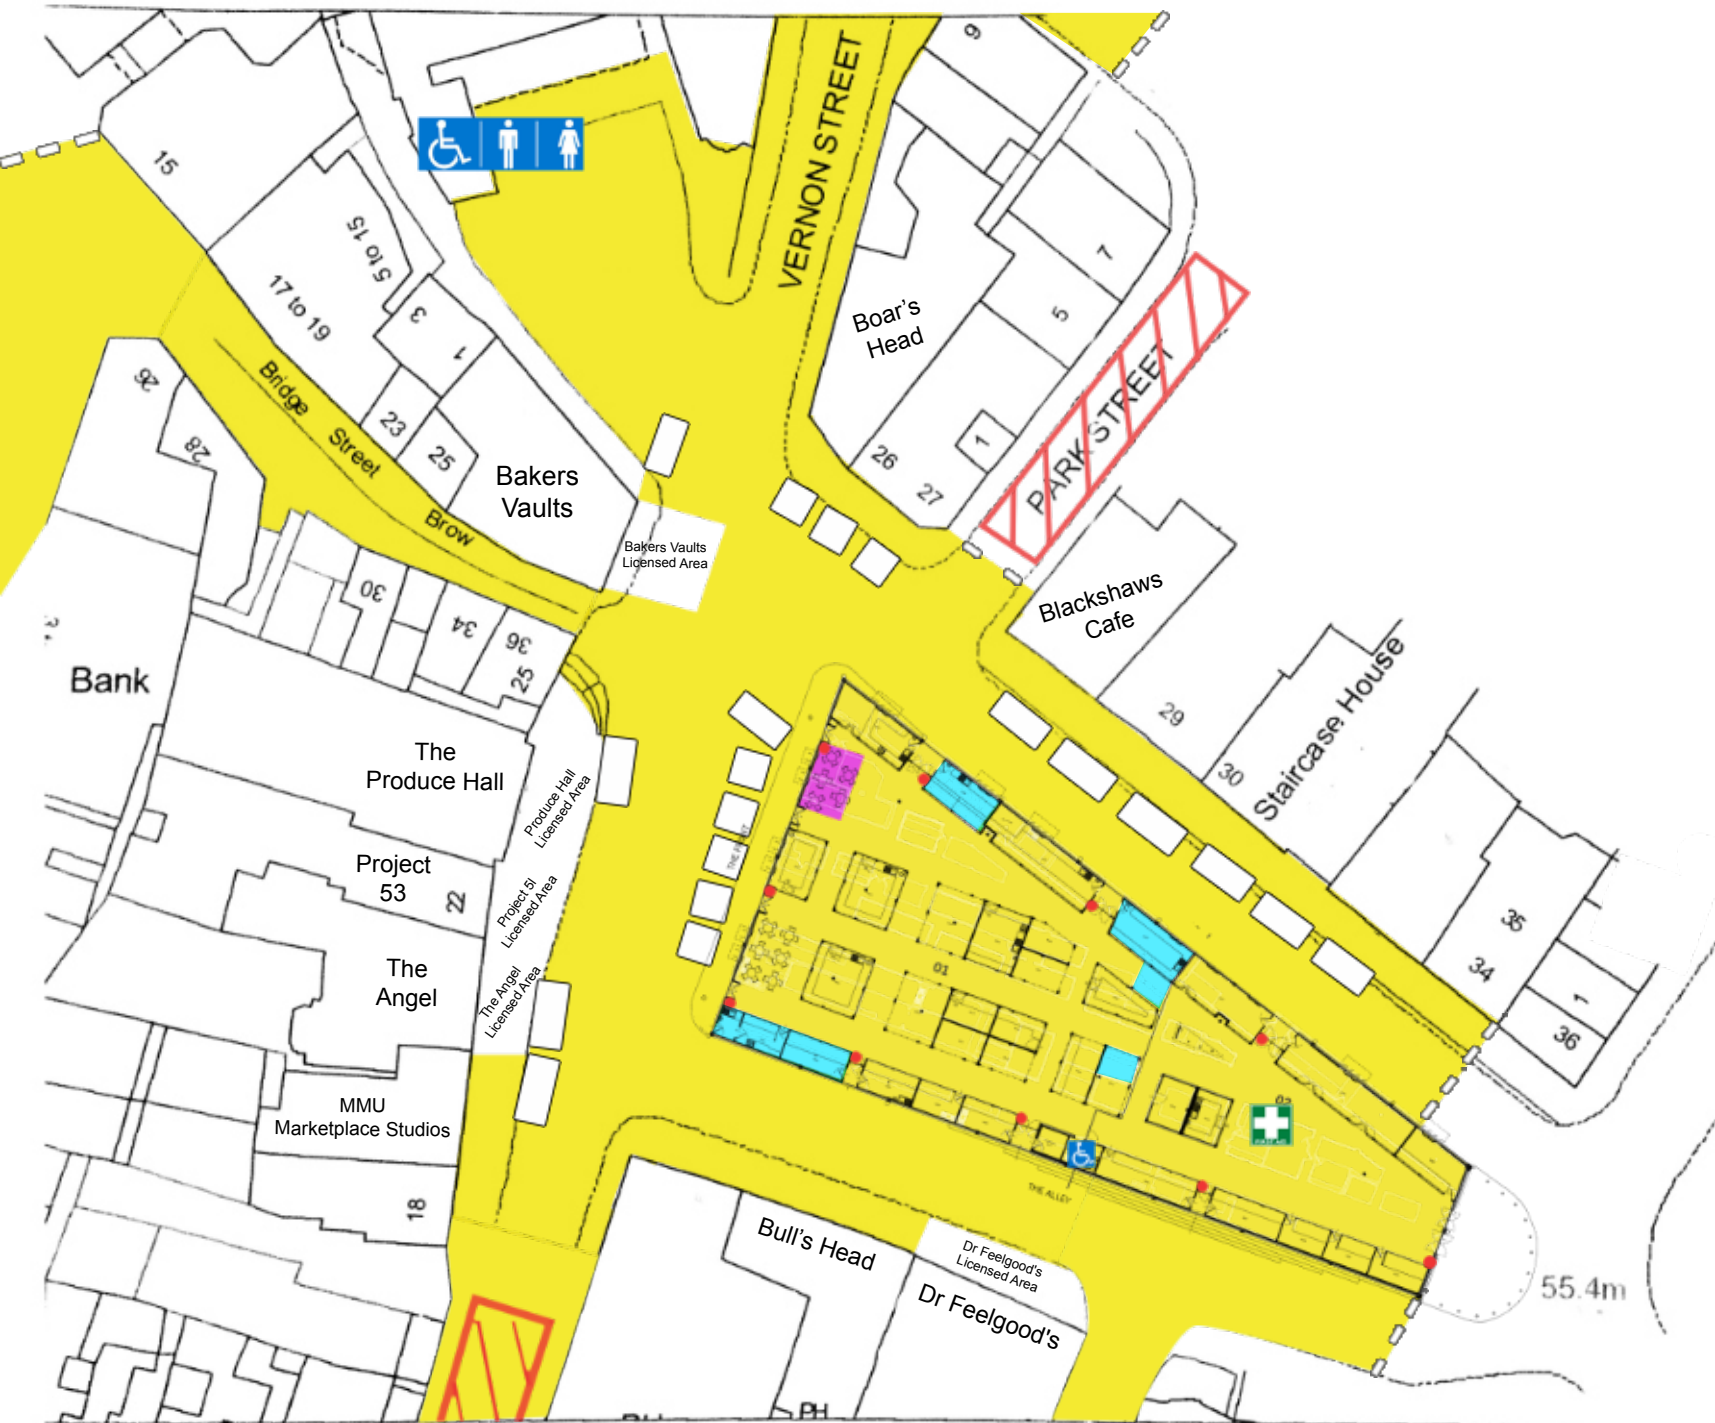 9
VERNON STREET
15
5 to 15
17 to 19
3
1
7
5
Boar's
Head
26
28
Bridge
Street
Brow
23
25
Bakers
Vaults
Bakers Vaults
Licensed Area
26
27
1
PARK STREET
Blackshaws
Cafe
30
34
36
25
Bank
29
30
Staircase House
The
Produce Hall
Produce Hall
Licensed Area
Project
53
22
Project 5i
Licensed Area
The
Angel
The Angel
Licensed Area
01
35
34
1
36
MMU
Marketplace Studios
18
02
THE ALLEY
Bull's Head
Dr Feelgood's
Licensed Area
Dr Feelgood's
55.4m
PH